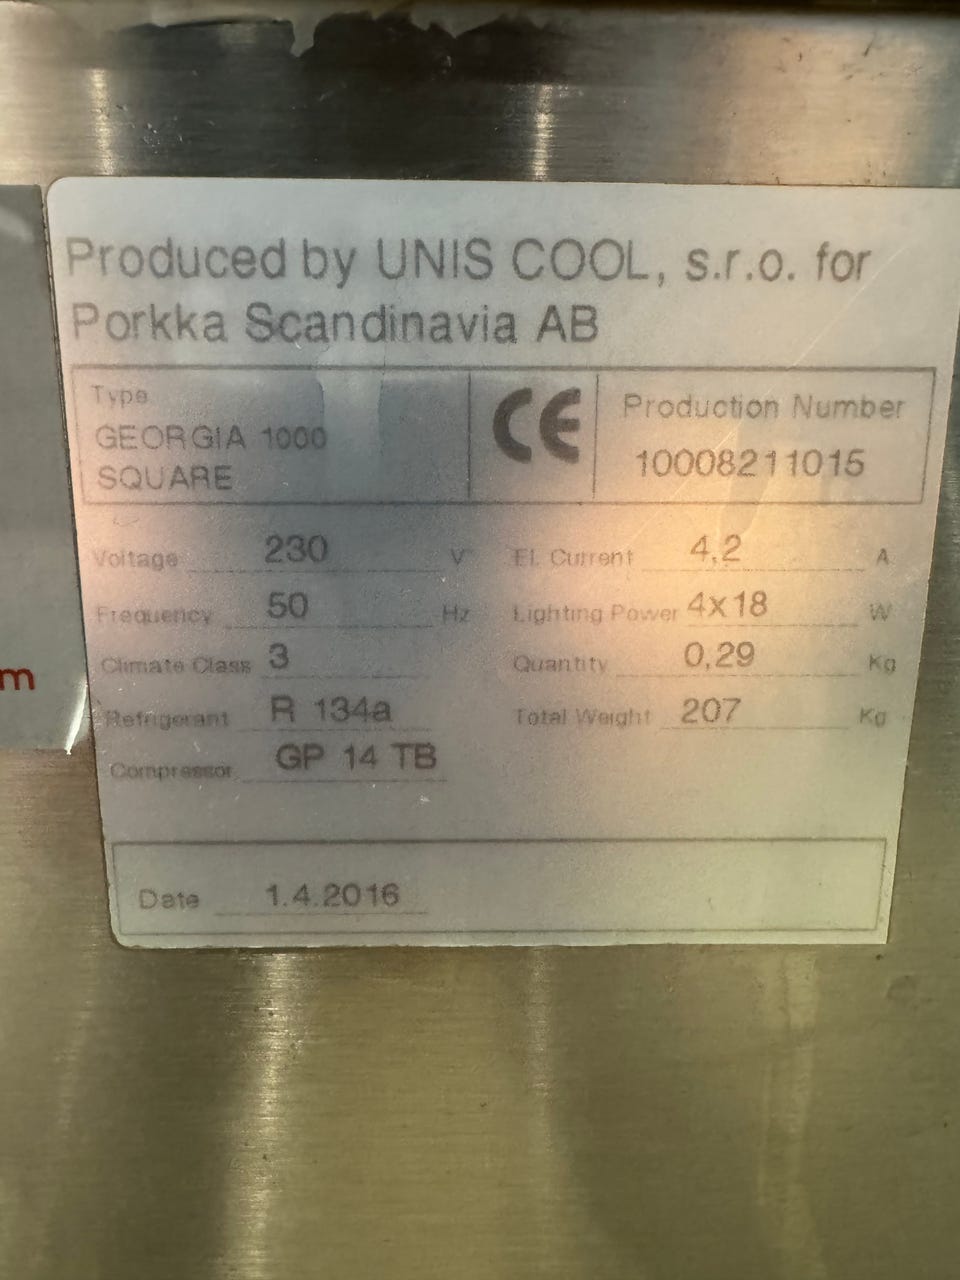 Produced by UNIS COOL, s.r.o. for
Porkka Scandinavia AB
Type
GEORGIA 1000
SQUARE
CE
Production Number
10008211015
Voltage 230 V El. Current 4,2 A
Frequency 50 Hz Lighting Power 4x18 W
Climate Class 3 Quantity 0,29 Kg
Refrigerant R 134a Total Weight 207 Kg
Compressor GP 14 TB
Date 1.4.2016
m